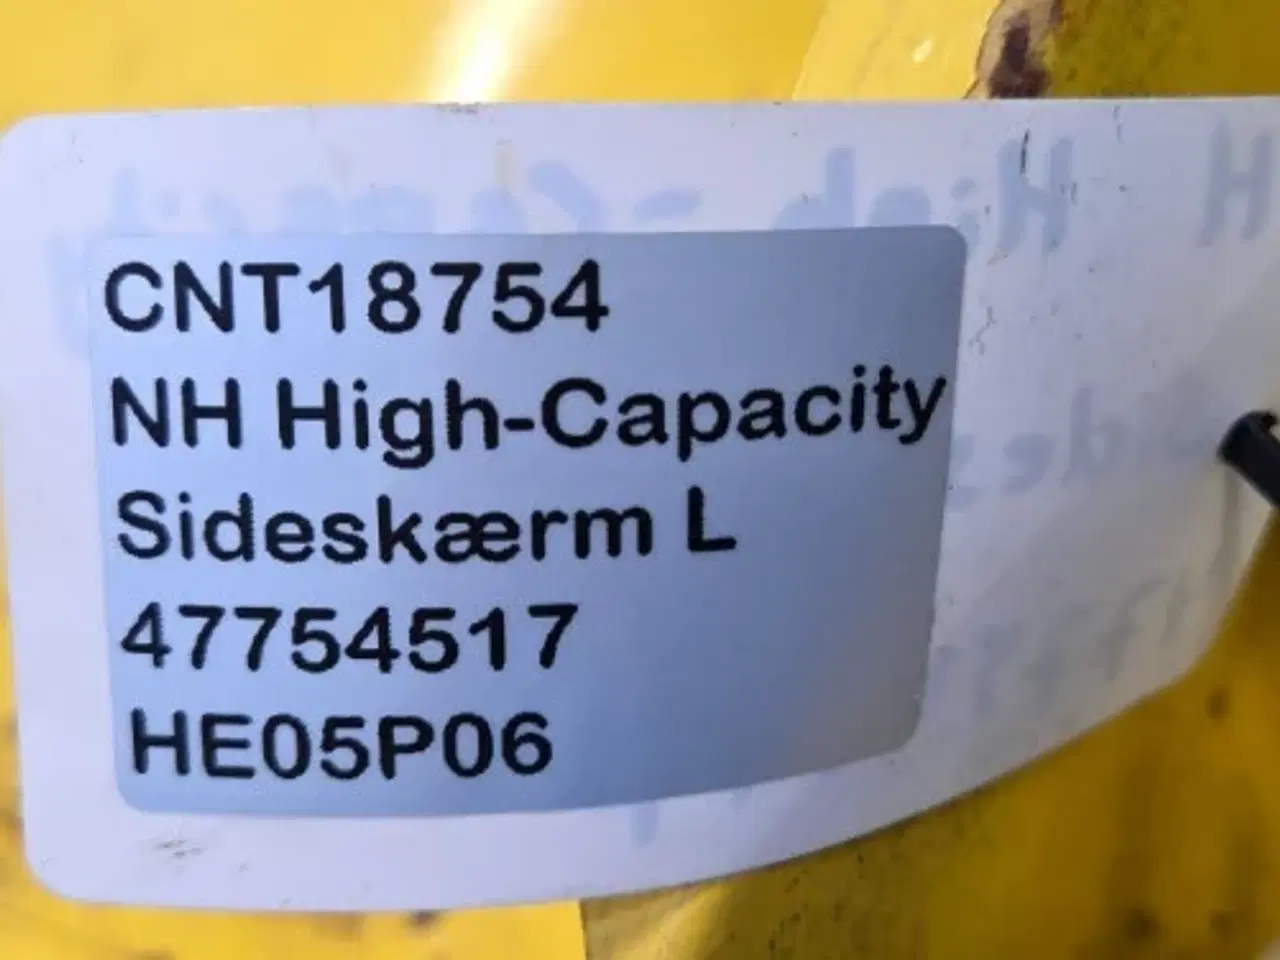 CNT18754
NH High-Capacity
Sideskærm L
47754517
HE05P06